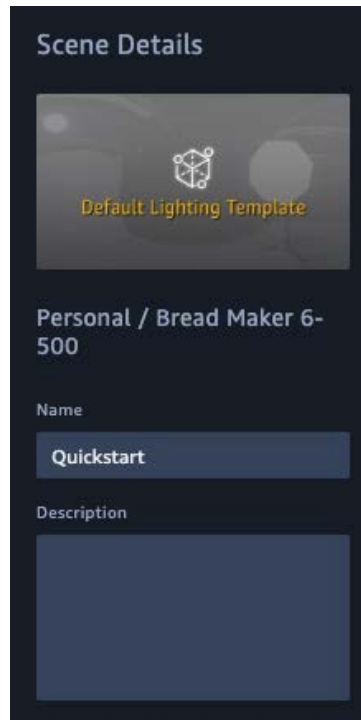 Scene Details
Default Lighting Template
Personal / Bread Maker 6-
500
Name
Quickstart
Description